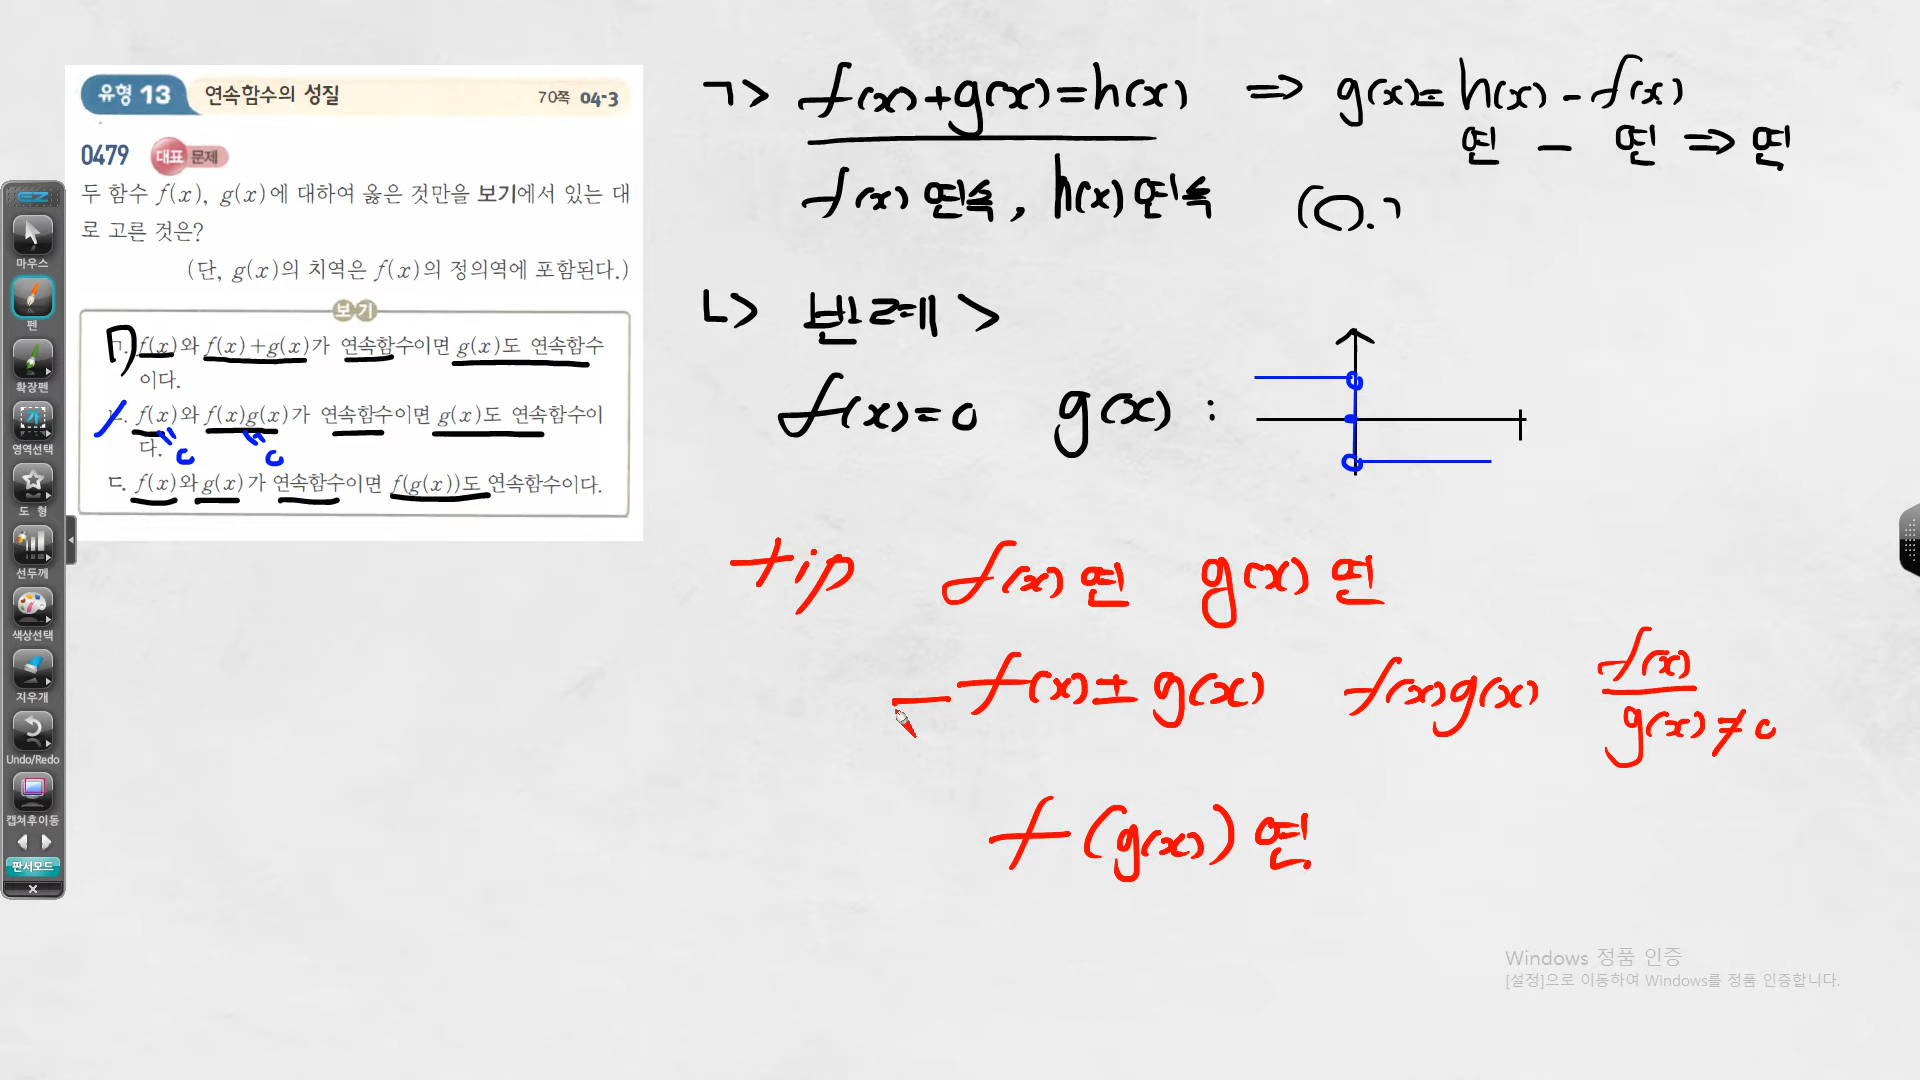 유형 13 연속함수의 성질 70쪽 04-3
0479 대표 문제
두 함수 f(x), g(x)에 대하여 옳은 것만을 보기에서 있는 대
로 고른 것은?
(단, g(x)의 치역은 f(x)의 정의역에 포함된다.)
보기
ㄱ. f(x)와 f(x)+g(x)가 연속함수이면 g(x)도 연속함수
이다.
ㄴ. f(x)와 f(x)g(x)가 연속함수이면 g(x)도 연속함수이
다.
0 0
ㄷ. f(x)와 g(x)가 연속함수이면 f(g(x))도 연속함수이다.
ㄱ> f(x)+g(x)=h(x) ⇒ g(x)=h(x)-f(x)
연 - 연 ⇒ 연
f(x) 연속, h(x) 연속
ㄴ> 반례 >
f(x)=0 g(x) :
tip f(x) 연 g(x) 연
f(x)±g(x) f(x)g(x) f(x)
g(x)≠0
f(g(x)) 연
EZ
마우스
펜
확장펜
영역선택
도 형
선두께
색상선택
지우개
Undo/Redo
캡쳐후이동
판서모드
x
Windows 정품 인증
[설정]으로 이동하여 Windows를 정품 인증합니다.